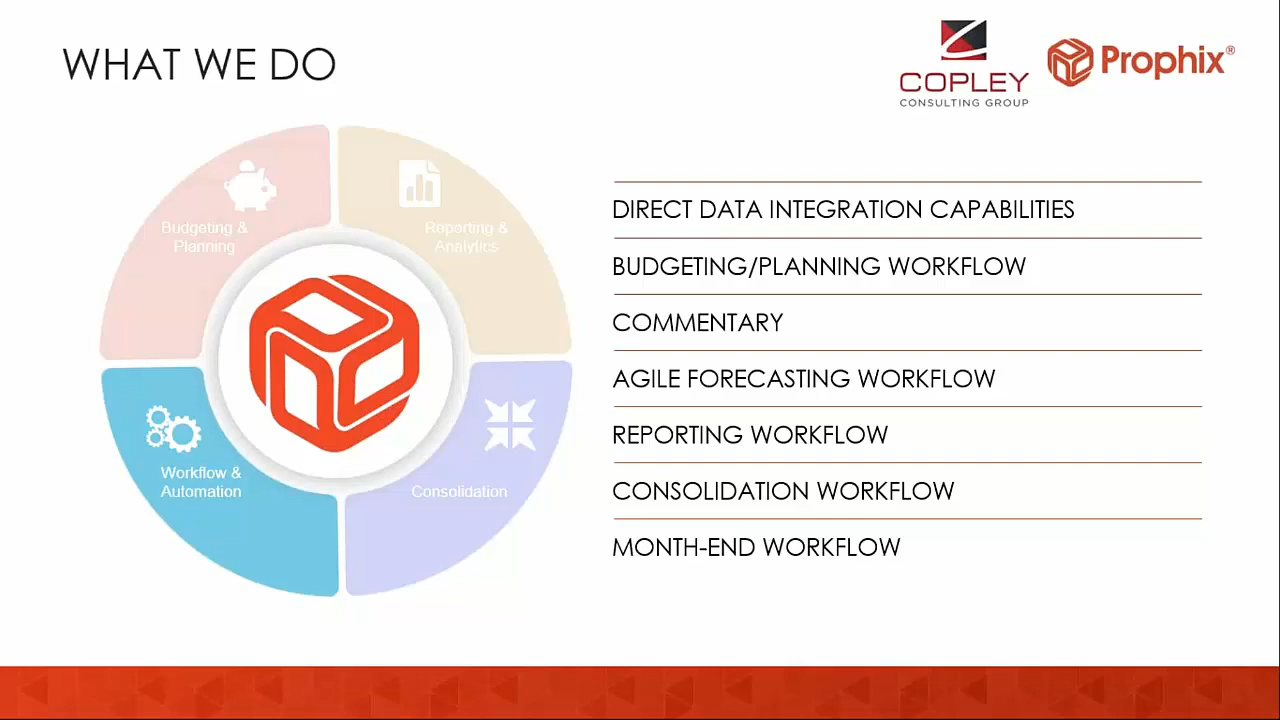 WHAT WE DO
COPLEY
CONSULTING GROUP
Prophix®
Budgeting &
Planning
Reporting &
Analytics
Workflow &
Automation
Consolidation
DIRECT DATA INTEGRATION CAPABILITIES
BUDGETING/PLANNING WORKFLOW
COMMENTARY
AGILE FORECASTING WORKFLOW
REPORTING WORKFLOW
CONSOLIDATION WORKFLOW
MONTH-END WORKFLOW